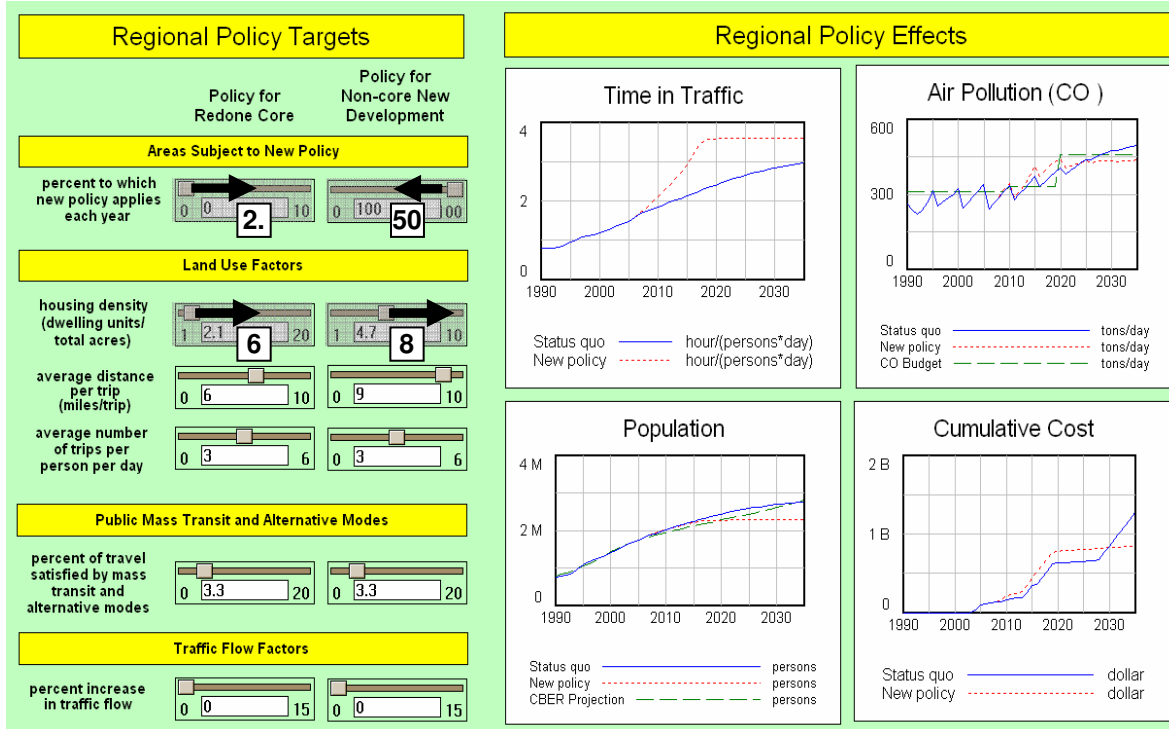 Regional Policy Targets
Policy for
Redone Core
Policy for
Non-core New
Development
Areas Subject to New Policy
percent to which
new policy applies
each year
0 0 10
2.
0 100 00
50
Land Use Factors
housing density
(dwelling units/
total acres)
1 2.1 20
6
1 4.7 10
8
average distance
per trip
(miles/trip)
0 6 10
0 9 10
average number
of trips per
person per day
0 3 6
0 3 6
Public Mass Transit and Alternative Modes
percent of travel
satisfied by mass
transit and
alternative modes
0 3.3 20
0 3.3 20
Traffic Flow Factors
percent increase
in traffic flow
0 0 15
0 0 15
Regional Policy Effects
Time in Traffic
4
2
0
1990 2000 2010 2020 2030
Status quo hour/(persons*day)
New policy hour/(persons*day)
Air Pollution (CO )
600
300
0
1990 2000 2010 2020 2030
Status quo tons/day
New policy tons/day
CO Budget tons/day
Population
4 M
2 M
0
1990 2000 2010 2020 2030
Status quo persons
New policy persons
CBER Projection persons
Cumulative Cost
2 B
1 B
0
1990 2000 2010 2020 2030
Status quo dollar
New policy dollar